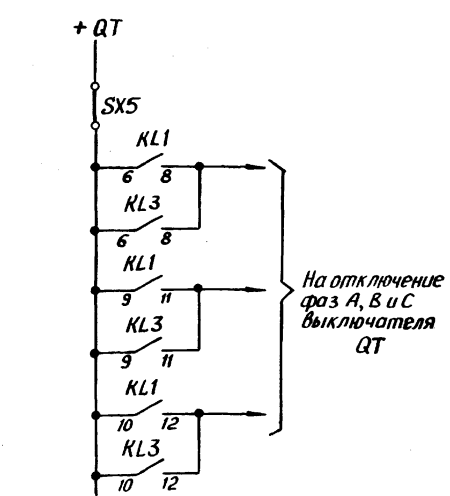 + QT
SX5
KL1
6 8
KL3
6 8
KL1
9 11
KL3
9 11
KL1
10 12
KL3
10 12
На отключение
фаз А, В и С
выключателя
QT